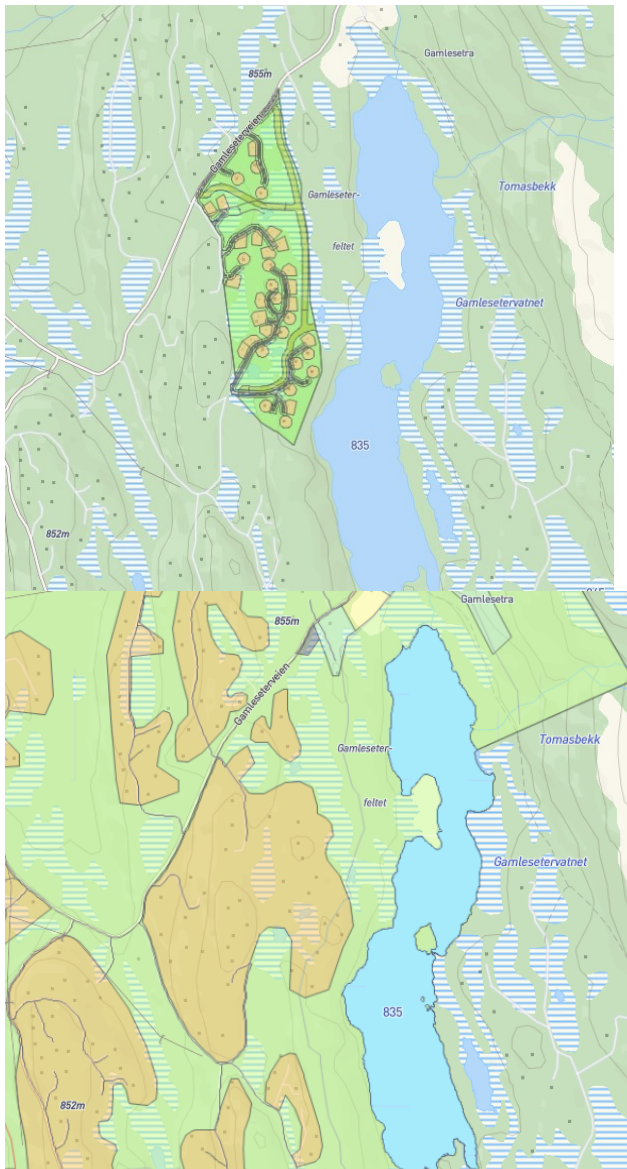 Gamlesetra
855m
Gamleseterveien
Tomasbekk
Gamleseter-
feltet
Gamlesetervatnet
835
852m
Gamlesetra
855m
Gamleseterveien
Gamleseter-
Tomasbekk
feltet
Gamlesetervatnet
835
852m